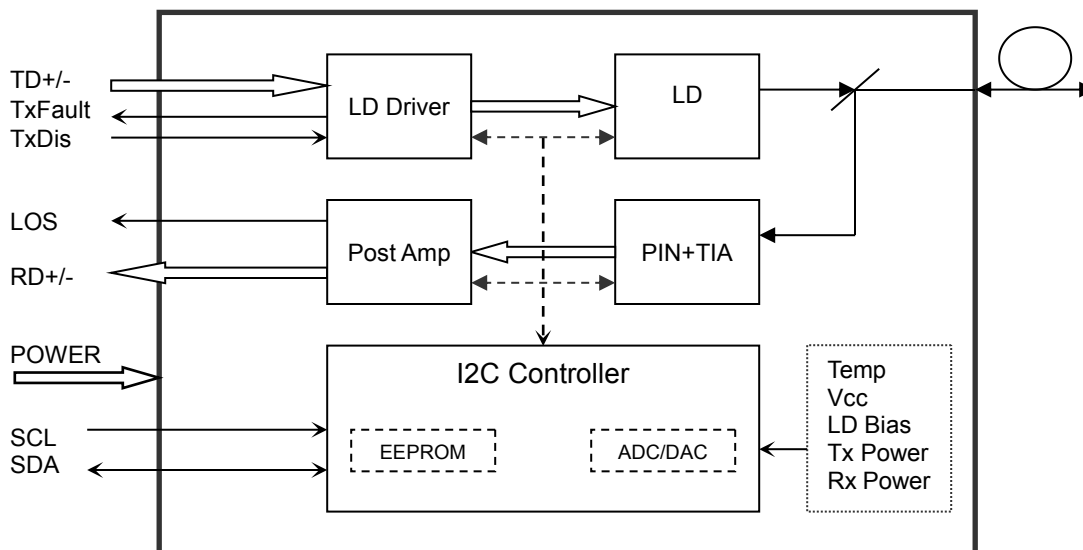 TD+/-
TxFault
TxDis
LD Driver
LD
LOS
RD+/-
Post Amp
PIN+TIA
POWER
SCL
SDA
I2C Controller
EEPROM
ADC/DAC
Temp
Vcc
LD Bias
Tx Power
Rx Power